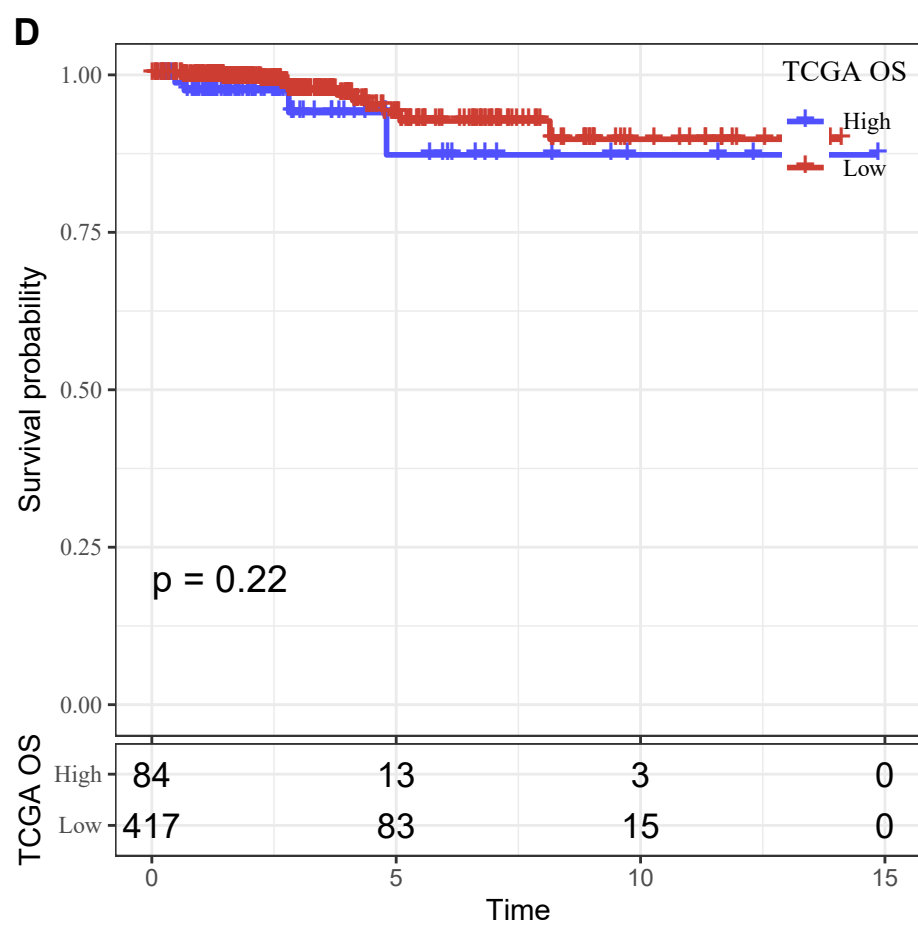 D
TCGA OS
High
Low
1.00
0.75
0.50
0.25
0.00
Survival probability
p = 0.22
TCGA OS
High 84 13 3 0
Low 417 83 15 0
0 5 10 15
Time